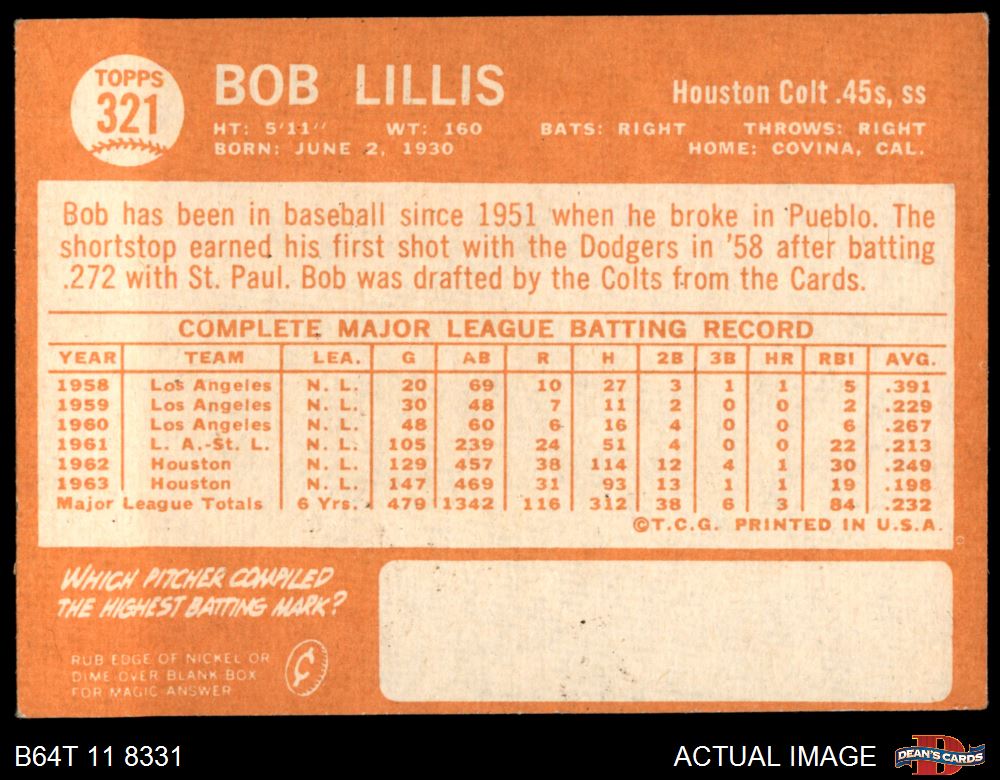 TOPPS
321
BOB LILLIS
Houston Colt .45s, ss
HT: 5'11" WT: 160 BATS: RIGHT THROWS: RIGHT
BORN: JUNE 2, 1930 HOME: COVINA, CAL.
Bob has been in baseball since 1951 when he broke in Pueblo. The
shortstop earned his first shot with the Dodgers in '58 after batting
.272 with St. Paul. Bob was drafted by the Colts from the Cards.
COMPLETE MAJOR LEAGUE BATTING RECORD
YEAR TEAM LEA. G AB R H 2B 3B HR RBI AVG.
1958 Los Angeles N. L. 20 69 10 27 3 1 1 5 .391
1959 Los Angeles N. L. 30 48 7 11 2 0 0 2 .229
1960 Los Angeles N. L. 48 60 6 16 4 0 0 6 .267
1961 L. A.-St. L. N. L. 105 239 24 51 4 0 0 22 .213
1962 Houston N. L. 129 457 38 114 12 4 1 30 .249
1963 Houston N. L. 147 469 31 93 13 1 1 19 .198
Major League Totals 6 Yrs. 479 1342 116 312 38 6 3 84 .232
©T.C.G. PRINTED IN U.S.A.
WHICH PITCHER COMPILED
THE HIGHEST BATTING MARK?
RUB EDGE OF NICKEL OR
DIME OVER BLANK BOX
FOR MAGIC ANSWER
¢
B64T 11 8331
ACTUAL IMAGE
D
DEAN'S CARDS